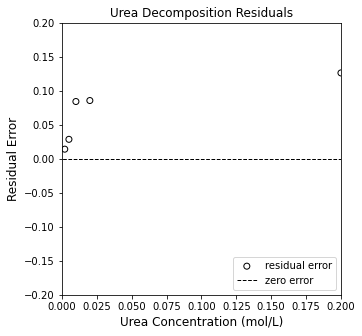 Urea Decomposition Residuals
0.20
0.15
0.10
0.05
0.00
−0.05
−0.10
−0.15
−0.20
Residual Error
residual error
zero error
0.000 0.025 0.050 0.075 0.100 0.125 0.150 0.175 0.200
Urea Concentration (mol/L)